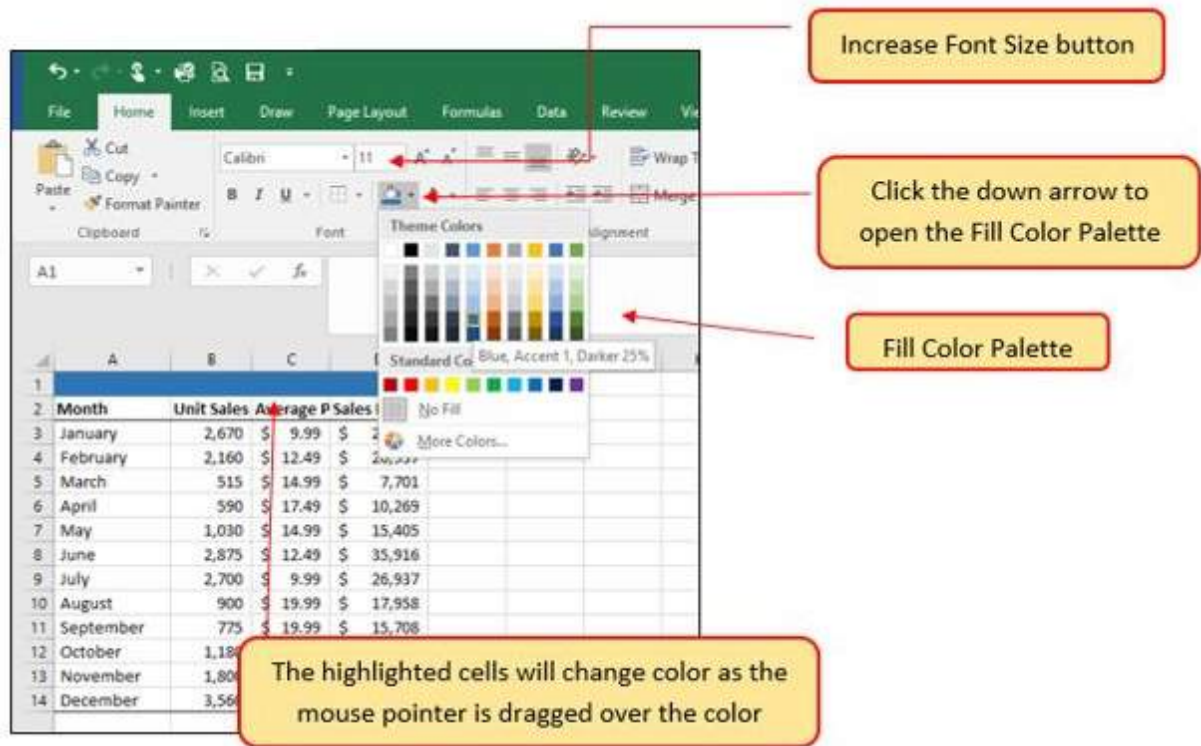 Increase Font Size button
File Home Insert Draw Page Layout Formulas Data Review
Cut
Copy
Format Painter
Paste
Calibri 11
B I U
Wrap
Merge
Clipboard Font Alignment
Click the down arrow to
open the Fill Color Palette
Theme Colors
A1 fx
Fill Color Palette
Blue, Accent 1, Darker 25%
Standard
No Fill
More Colors...
A B C
1
2 Month Unit Sales Average P Sales
3 January 2,670 $ 9.99 $
4 February 2,160 $ 12.49 $
5 March 515 $ 14.99 $ 7,701
6 April 590 $ 17.49 $ 10,269
7 May 1,030 $ 14.99 $ 15,405
8 June 2,875 $ 12.49 $ 35,916
9 July 2,700 $ 9.99 $ 26,937
10 August 900 $ 19.99 $ 17,958
11 September 775 $ 19.99 $ 15,708
12 October
13 November
14 December
The highlighted cells will change color as the
mouse pointer is dragged over the color